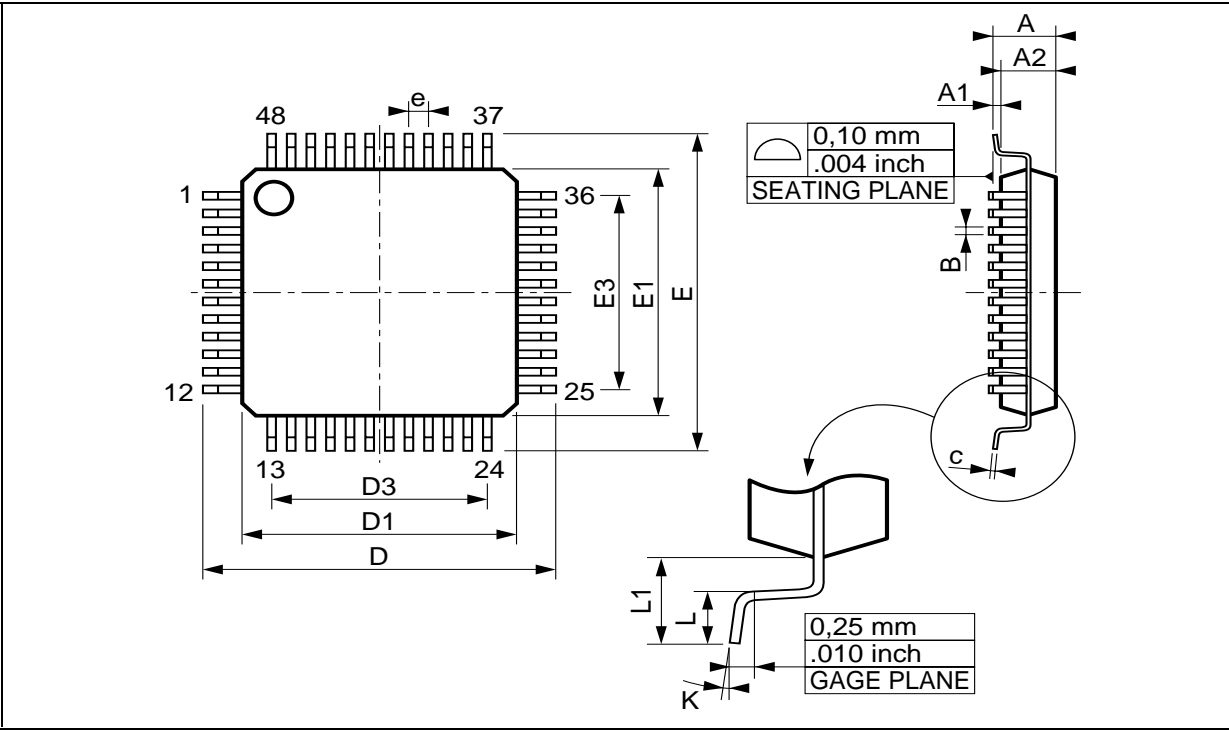 A
A2
A1
e
48
37
0,10 mm
.004 inch
SEATING PLANE
1
36
B
E3
E1
E
12
25
13
24
c
D3
D1
D
L1
L
0,25 mm
.010 inch
GAGE PLANE
K